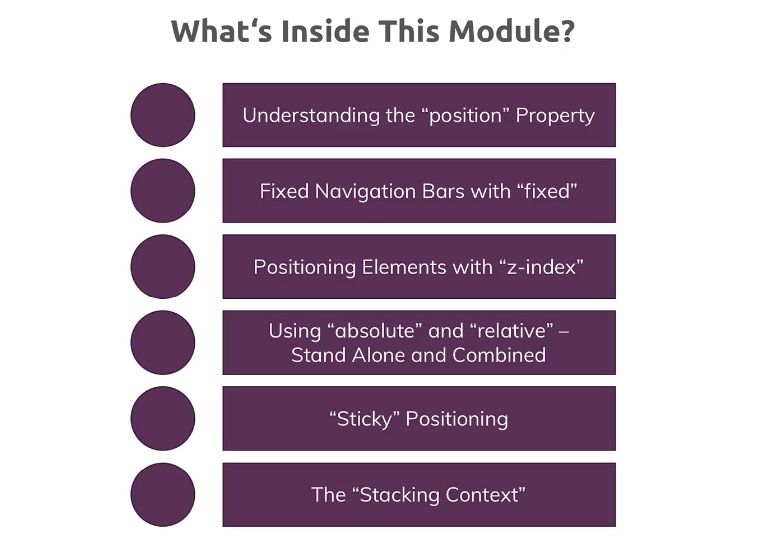 What‘s Inside This Module?
Understanding the “position” Property
Fixed Navigation Bars with “fixed”
Positioning Elements with “z-index”
Using “absolute” and “relative” –
Stand Alone and Combined
“Sticky” Positioning
The “Stacking Context”